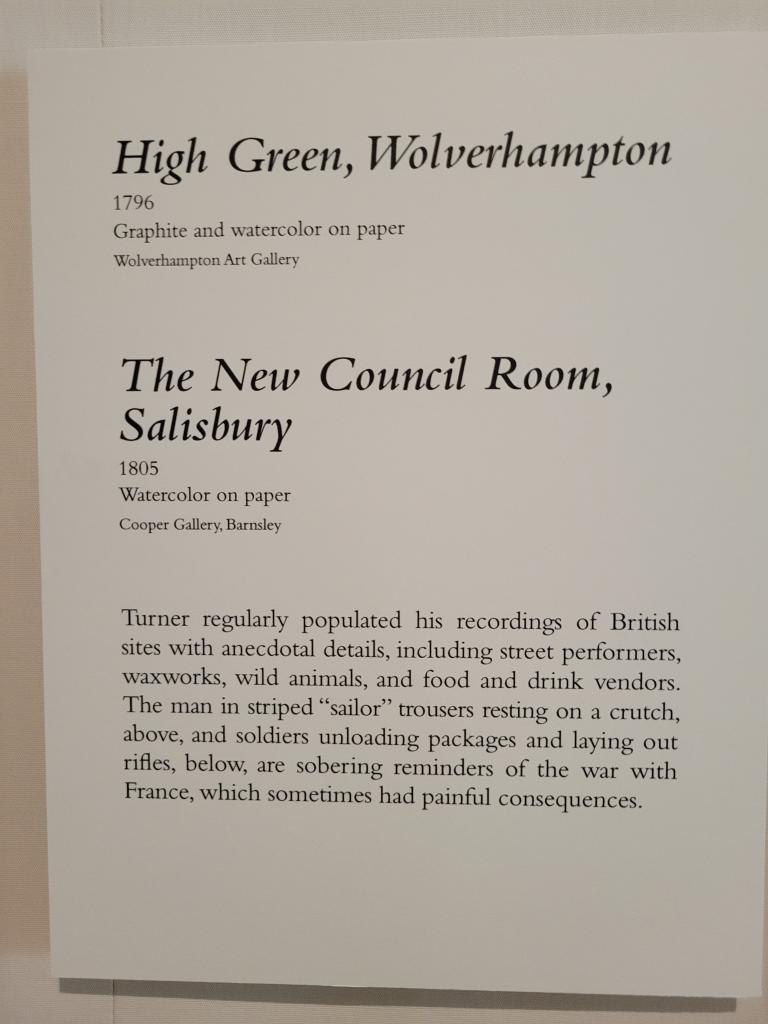 High Green, Wolverhampton
1796
Graphite and watercolor on paper
Wolverhampton Art Gallery
The New Council Room,
Salisbury
1805
Watercolor on paper
Cooper Gallery, Barnsley
Turner regularly populated his recordings of British
sites with anecdotal details, including street performers,
waxworks, wild animals, and food and drink vendors.
The man in striped “sailor” trousers resting on a crutch,
above, and soldiers unloading packages and laying out
rifles, below, are sobering reminders of the war with
France, which sometimes had painful consequences.